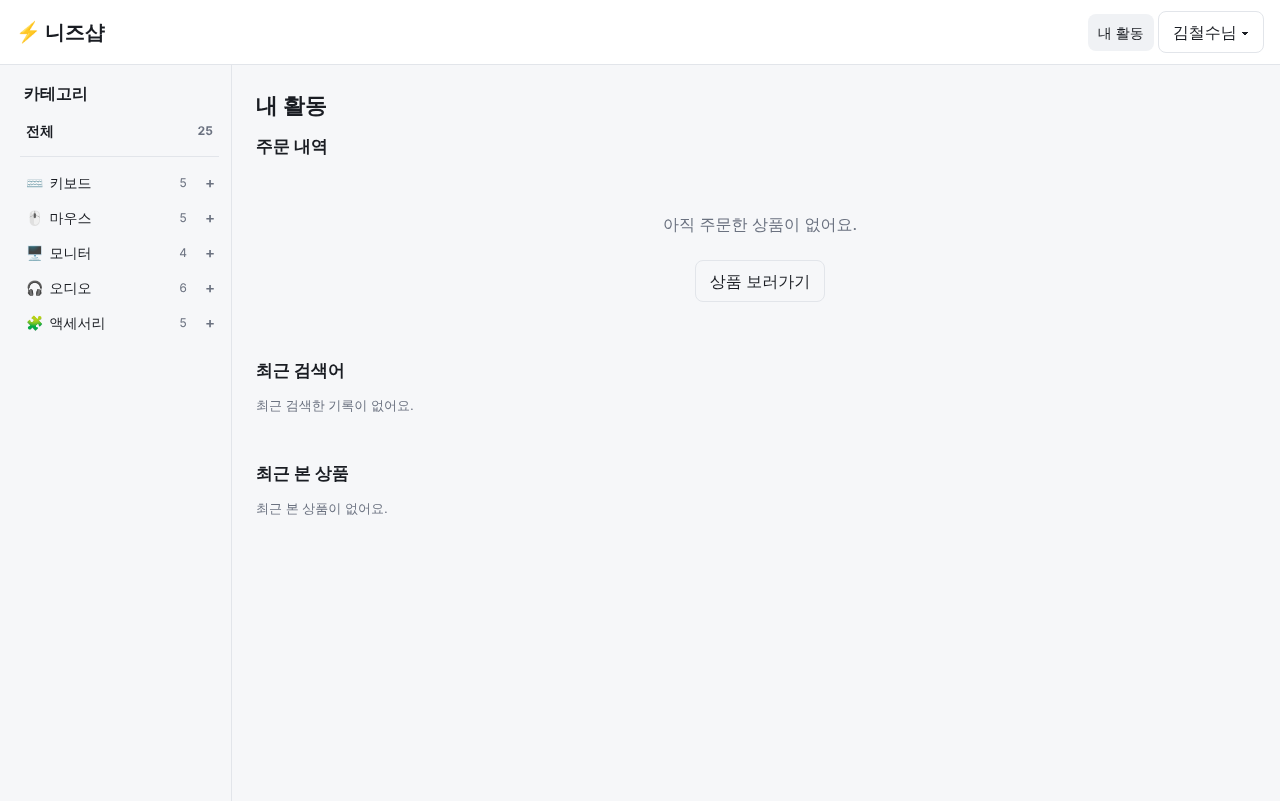 ⚡ 니즈샵
내 활동
김철수님
카테고리
전체 25
키보드 5 +
마우스 5 +
모니터 4 +
오디오 6 +
액세서리 5 +
내 활동
주문 내역
아직 주문한 상품이 없어요.
상품 보러가기
최근 검색어
최근 검색한 기록이 없어요.
최근 본 상품
최근 본 상품이 없어요.